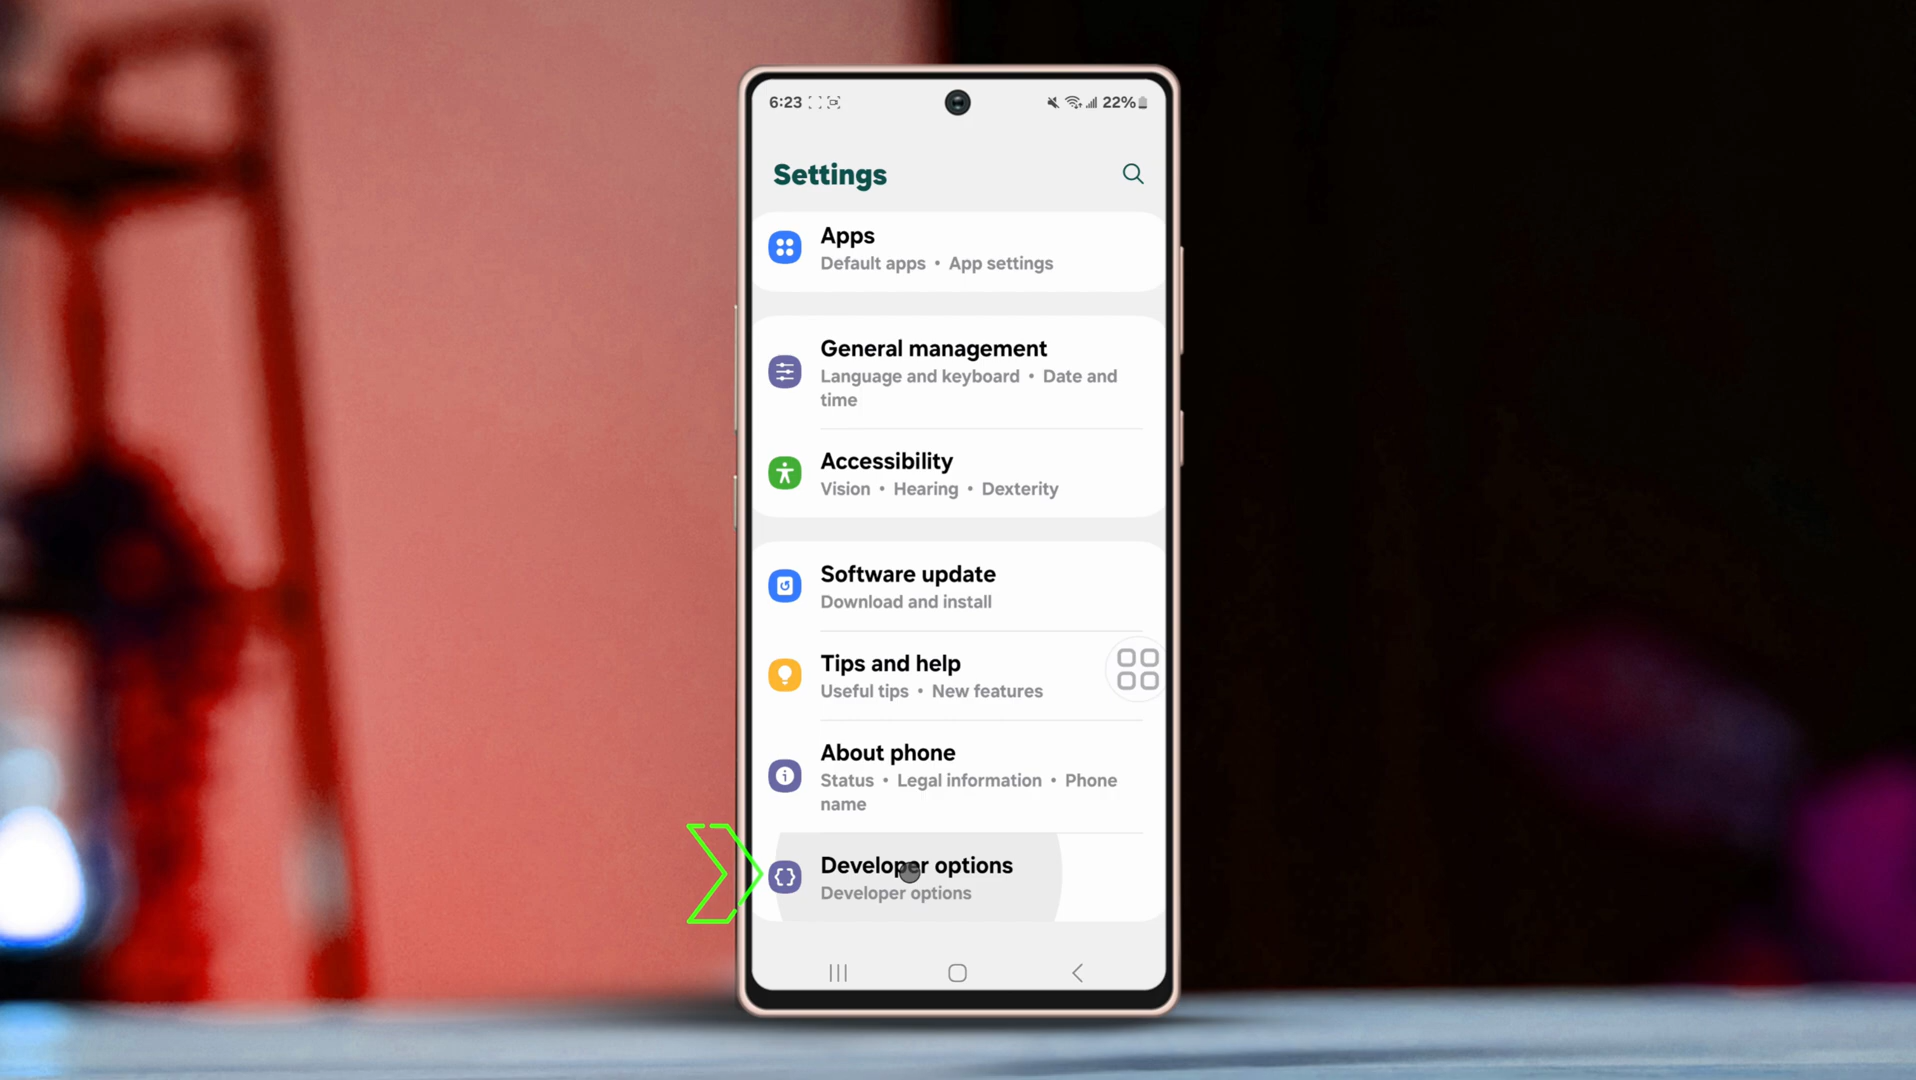 6:23 22%
Settings
Apps
Default apps • App settings
General management
Language and keyboard • Date and
time
Accessibility
Vision • Hearing • Dexterity
Software update
Download and install
Tips and help
Useful tips • New features
About phone
Status • Legal information • Phone
name
Developer options
Developer options